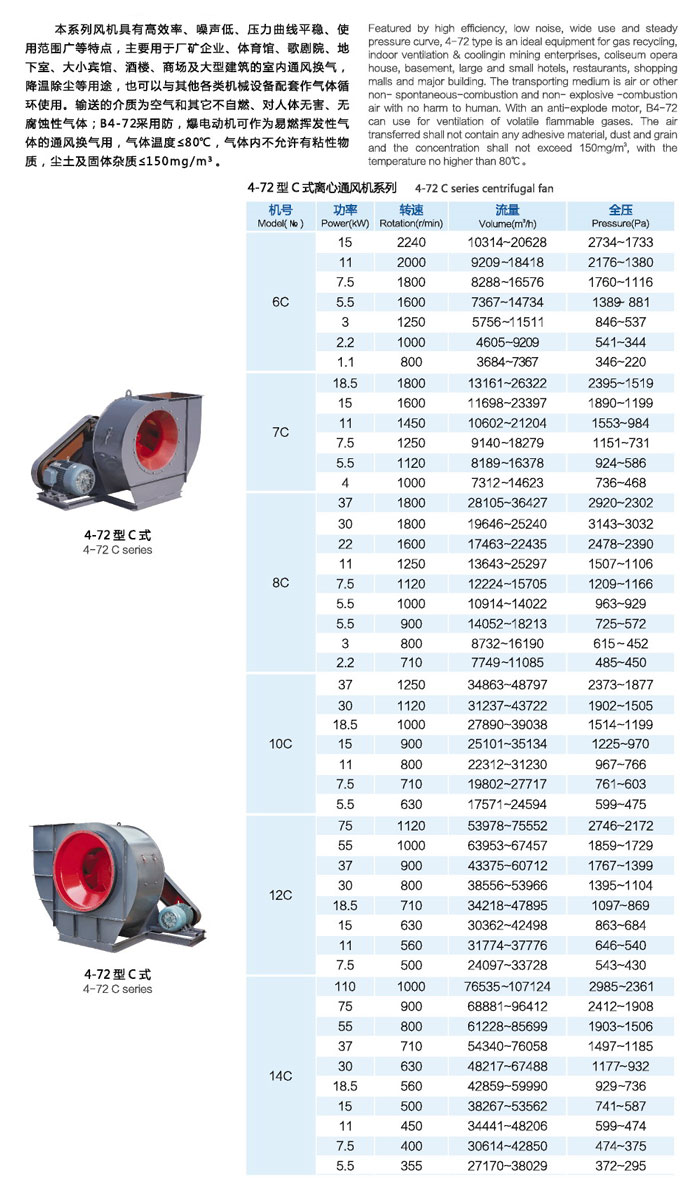 本系列风机具有高效率、噪声低、压力曲线平稳、使
用范围广等特点，主要用于厂矿企业、体育馆、歌剧院、地
下室、大小宾馆、酒楼、商场及大型建筑的室内通风换气，
降温除尘等用途，也可以与其他各类机械设备配套作气体循
环使用。输送的介质为空气和其它不自燃、对人体无害、无
腐蚀性气体；B4-72采用防，爆电动机可作为易燃挥发性气
体的通风换气用，气体温度≤80℃，气体内不允许有粘性物
质，尘土及固体杂质≤150mg/m³。
Featured by high efficiency, low noise, wide use and steady
pressure curve, 4-72 type is an ideal equipment for gas recycling,
indoor ventilation & coolingin mining enterprises, coliseum opera
house, basement, large and small hotels, restaurants, shopping
malls and major building. The transporting medium is air or other
non- spontaneous-combustion and non- explosive -combustion
air with no harm to human. With an anti-explode motor, B4-72
can use for ventilation of volatile flammable gases. The air
transferred shall not contain any adhesive material, dust and grain
and the concentration shall not exceed 150mg/m³, with the
temperature no higher than 80℃。
4-72型C式离心通风机系列 4-72 C series centrifugal fan
机号 功率 转速 流量 全压
Model(№) Power(kW) Rotation(r/min) Volume(m³/h) Pressure(Pa)
6C
15 2240 10314~20628 2734~1733
11 2000 9209~18418 2176~1380
7.5 1800 8288~16576 1760~1116
5.5 1600 7367~14734 1389~881
3 1250 5756~11511 846~537
2.2 1000 4605~9209 541~344
1.1 800 3684~7367 346~220
7C
18.5 1800 13161~26322 2395~1519
15 1600 11698~23397 1890~1199
11 1450 10602~21204 1553~984
7.5 1250 9140~18279 1151~731
5.5 1120 8189~16378 924~586
4 1000 7312~14623 736~468
8C
37 1800 28105~36427 2920~2302
30 1800 19646~25240 3143~3032
22 1600 17463~22435 2478~2390
11 1250 13643~25297 1507~1106
7.5 1120 12224~15705 1209~1166
5.5 1000 10914~14022 963~929
5.5 900 14052~18213 725~572
3 800 8732~16190 615~452
2.2 710 7749~11085 485~450
10C
37 1250 34863~48797 2373~1877
30 1120 31237~43722 1902~1505
18.5 1000 27890~39038 1514~1199
15 900 25101~35134 1225~970
11 800 22312~31230 967~766
7.5 710 19802~27717 761~603
5.5 630 17571~24594 599~475
12C
75 1120 53978~75552 2746~2172
55 1000 63953~67457 1859~1729
37 900 43375~60712 1767~1399
30 800 38556~53966 1395~1104
18.5 710 34218~47895 1097~869
15 630 30362~42498 863~684
11 560 31774~37776 646~540
7.5 500 24097~33728 543~430
14C
110 1000 76535~107124 2985~2361
75 900 68881~96412 2412~1908
55 800 61228~85699 1903~1506
37 710 54340~76058 1497~1185
30 630 48217~67488 1177~932
18.5 560 42859~59990 929~736
15 500 38267~53562 741~587
11 450 34441~48206 599~474
7.5 400 30614~42850 474~375
5.5 355 27170~38029 372~295
4-72型C式
4-72 C series
4-72型C式
4-72 C series